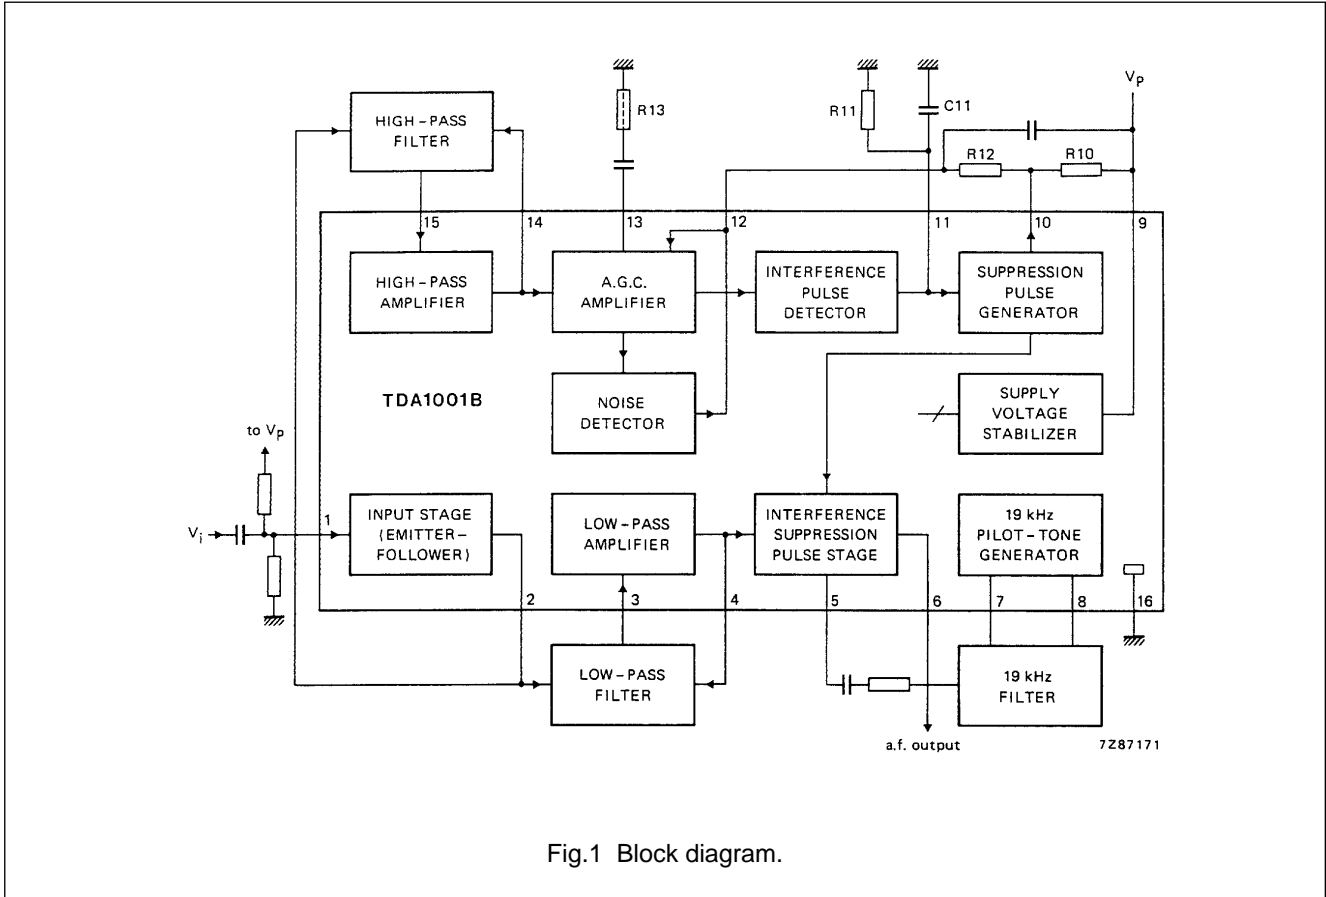 VP
R13
R11
C11
HIGH-PASS
FILTER
R12
R10
15
14
13
12
11
10
9
HIGH-PASS
AMPLIFIER
A.G.C.
AMPLIFIER
INTERFERENCE
PULSE
DETECTOR
SUPPRESSION
PULSE
GENERATOR
TDA1001B
NOISE
DETECTOR
SUPPLY
VOLTAGE
STABILIZER
to VP
Vi
1
INPUT STAGE
(EMITTER-
FOLLOWER)
LOW-PASS
AMPLIFIER
INTERFERENCE
SUPPRESSION
PULSE STAGE
19 kHz
PILOT-TONE
GENERATOR
2
3
4
5
6
7
8
16
LOW-PASS
FILTER
19 kHz
FILTER
a.f. output
7Z87171
Fig.1 Block diagram.